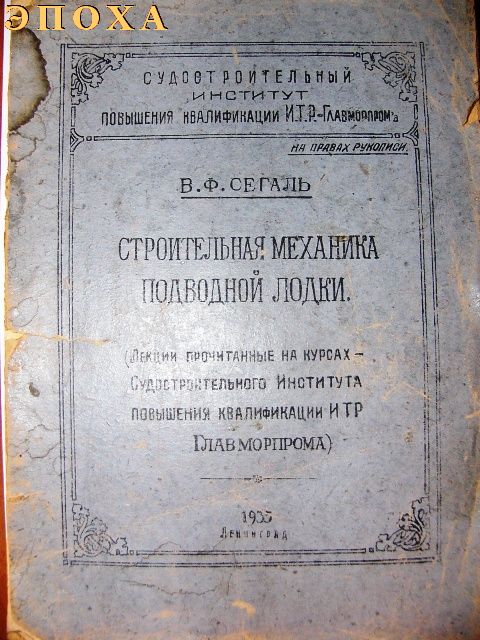 ЭПОХА
СУДОСТРОИТЕЛЬНЫЙ
ИНСТИТУТ
ПОВЫШЕНИЯ КВАЛИФИКАЦИИ И.Т.Р.-ГЛАВМОРПРОМ'а
НА ПРАВАХ РУКОПИСИ
В.Ф. СЕГАЛЬ
СТРОИТЕЛЬНАЯ МЕХАНИКА
ПОДВОДНОЙ ЛОДКИ.
(ЛЕКЦИИ ПРОЧИТАННЫЕ НА КУРСАХ –
СУДОСТРОИТЕЛЬНОГО ИНСТИТУТА
ПОВЫШЕНИЯ КВАЛИФИКАЦИИ ИТР
ГЛАВМОРПРОМА)
1935
ЛЕНИНГРАД